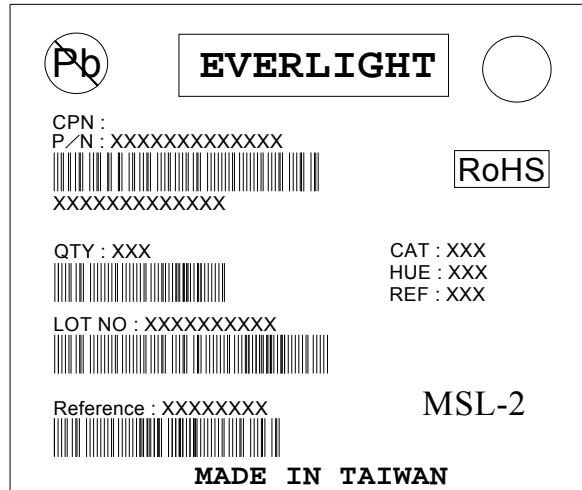 Pb
EVERLIGHT
CPN :
P/N : XXXXXXXXXXXXX
RoHS
XXXXXXXXXXXXX
QTY : XXX
CAT : XXX
HUE : XXX
REF : XXX
LOT NO : XXXXXXXXXX
Reference : XXXXXXXX
MSL-2
MADE IN TAIWAN